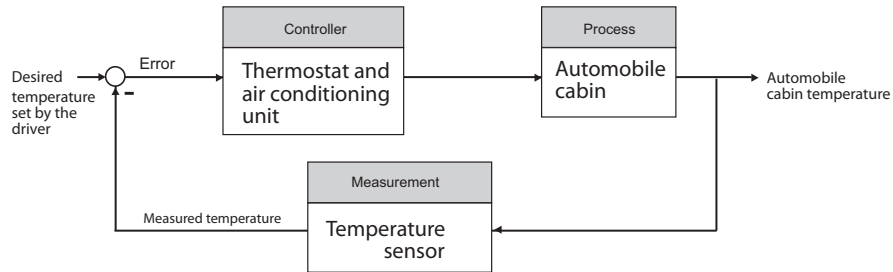 Controller
Process
Desired
temperature
set by the
driver
Error
Thermostat and
air conditioning
unit
Automobile
cabin
Automobile
cabin temperature
-
Measurement
Measured temperature
Temperature
sensor